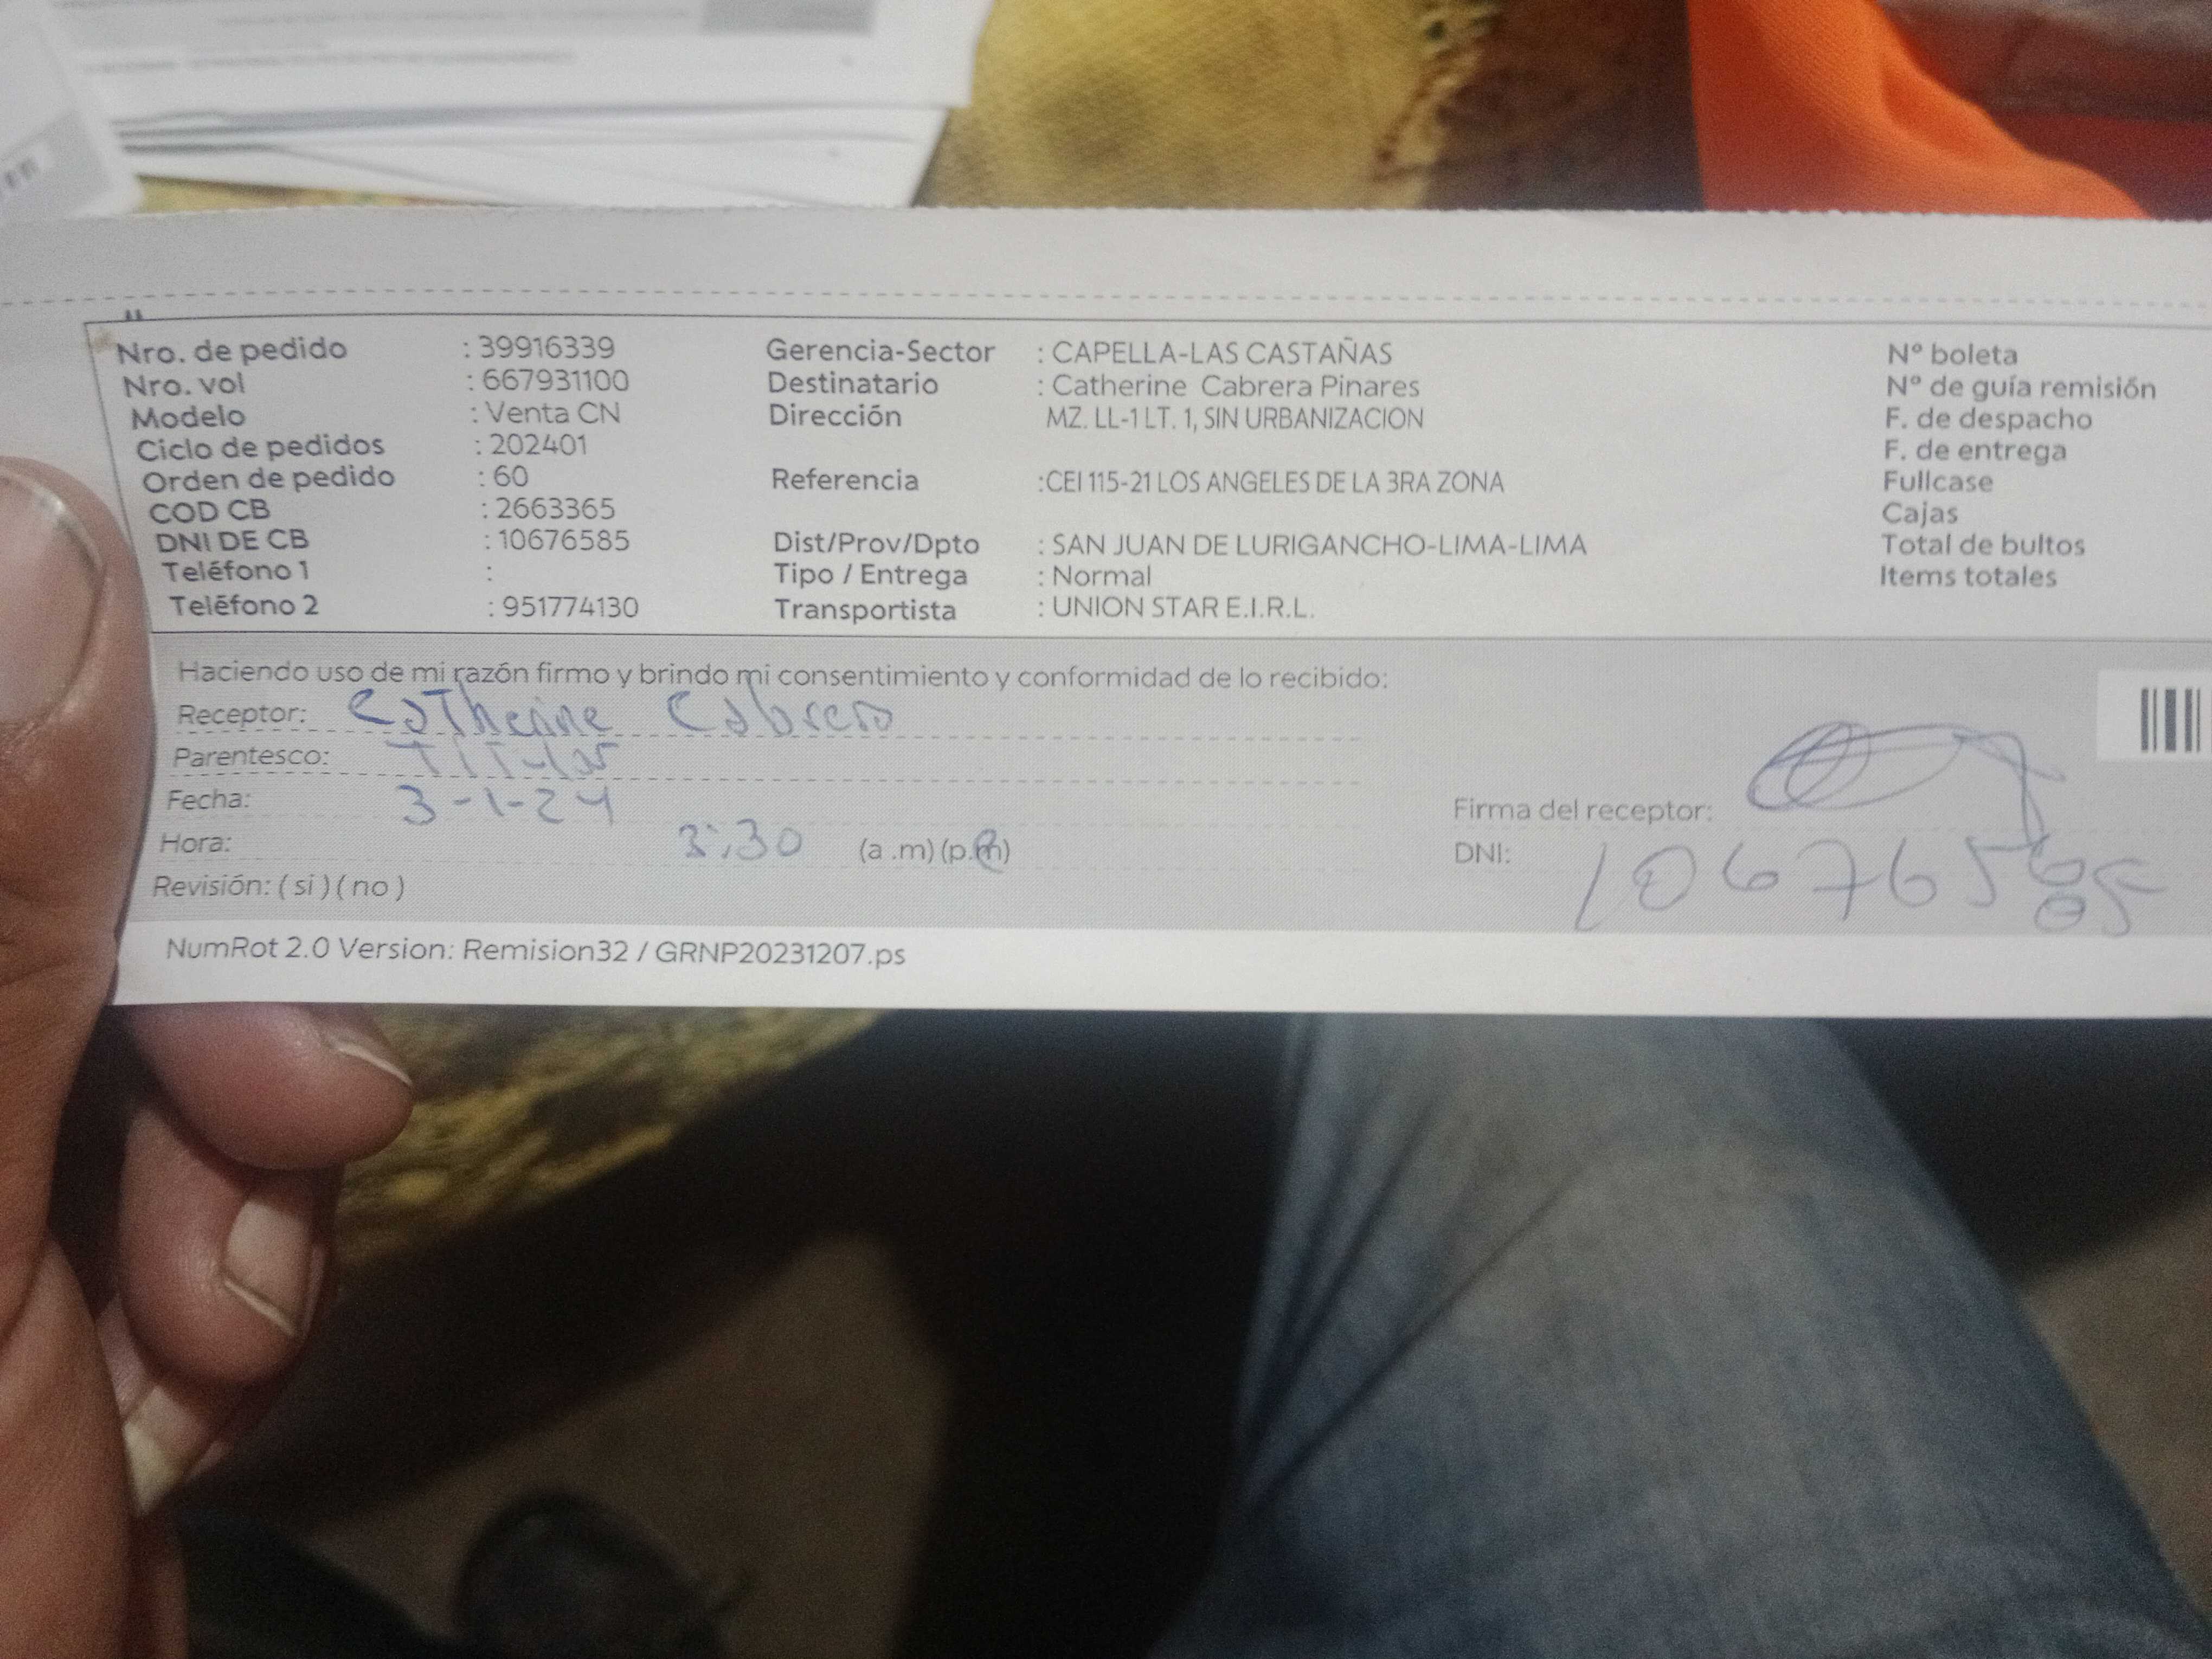 Nro. de pedido : 39916339 Gerencia-Sector : CAPELLA-LAS CASTAÑAS N° boleta
Nro. vol : 667931100 Destinatario : Catherine Cabrera Pinares N° de guía remisión
Modelo : Venta CN Dirección MZ. LL-1 LT. 1, SIN URBANIZACION F. de despacho
Ciclo de pedidos : 202401 F. de entrega
Orden de pedido : 60 Referencia :CEI 115-21 LOS ANGELES DE LA 3RA ZONA Fullcase
COD CB : 2663365 Cajas
DNI DE CB : 10676585 Dist/Prov/Dpto : SAN JUAN DE LURIGANCHO-LIMA-LIMA Total de bultos
Teléfono 1 : Tipo / Entrega : Normal Items totales
Teléfono 2 : 951774130 Transportista : UNION STAR E.I.R.L.
Haciendo uso de mi razón firmo y brindo mi consentimiento y conformidad de lo recibido:
Receptor: Catherine Cabrera
Parentesco: TiTular
Fecha: 3-1-24
Firma del receptor:
Hora: 3:30 (a .m) (p.m)
DNI: 10676585
Revisión: ( si ) ( no )
NumRot 2.0 Version: Remision32 / GRNP20231207.ps